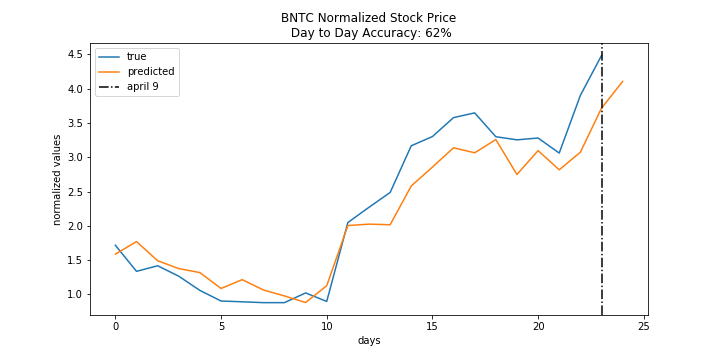 BNTC Normalized Stock Price
Day to Day Accuracy: 62%
true
predicted
april 9
normalized values
4.5
4.0
3.5
3.0
2.5
2.0
1.5
1.0
0
5
10
15
20
25
days